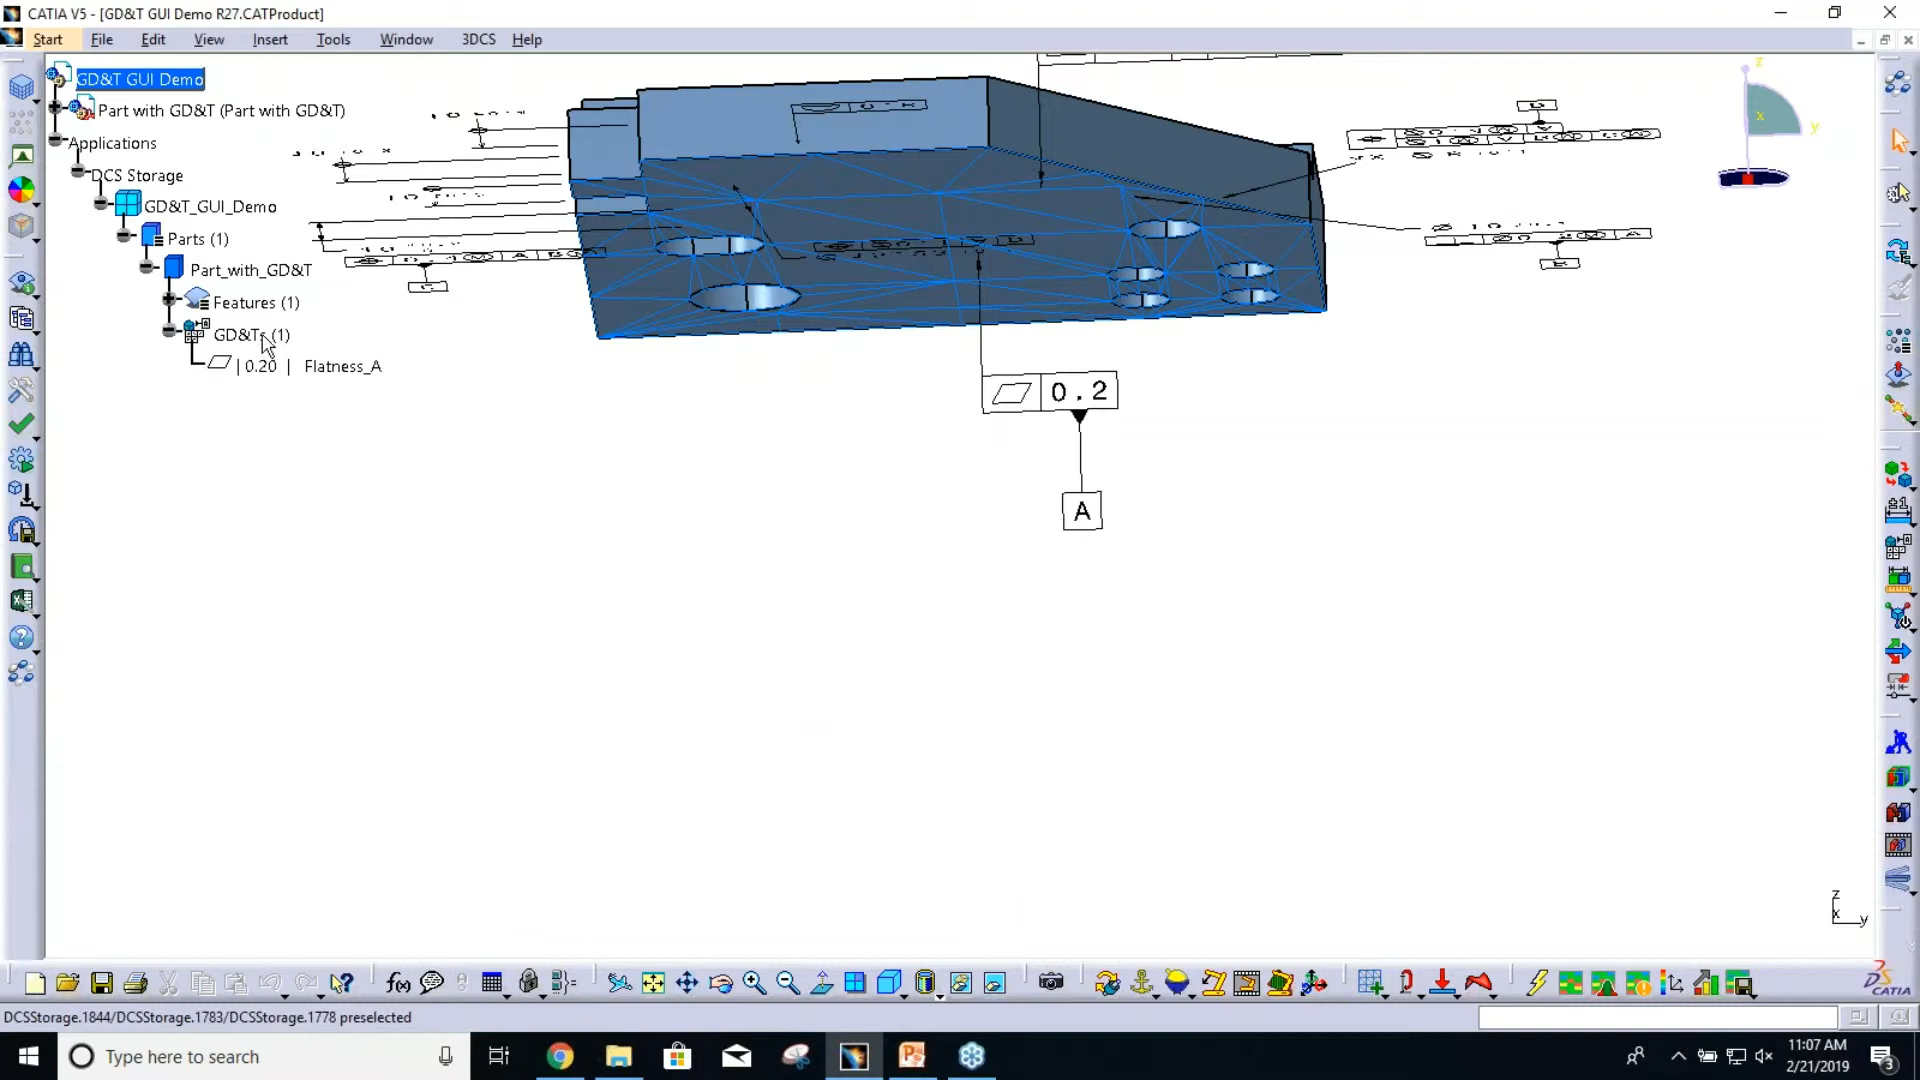 CATIA V5 - [GD&T GUI Demo R27.CATProduct]
Start File Edit View Insert Tools Window 3DCS Help
GD&T GUI Demo
Part with GD&T (Part with GD&T)
Applications
DCS Storage
GD&T_GUI_Demo
Parts (1)
Part_with_GD&T
Features (1)
GD&Ts (1)
| 0.20 | Flatness_A
0.2
A
z
x
y
z
x
y
f(x)
±1
CATIA
DCSStorage.1844/DCSStorage.1783/DCSStorage.1778 preselected
Type here to search
11:07 AM
2/21/2019
3